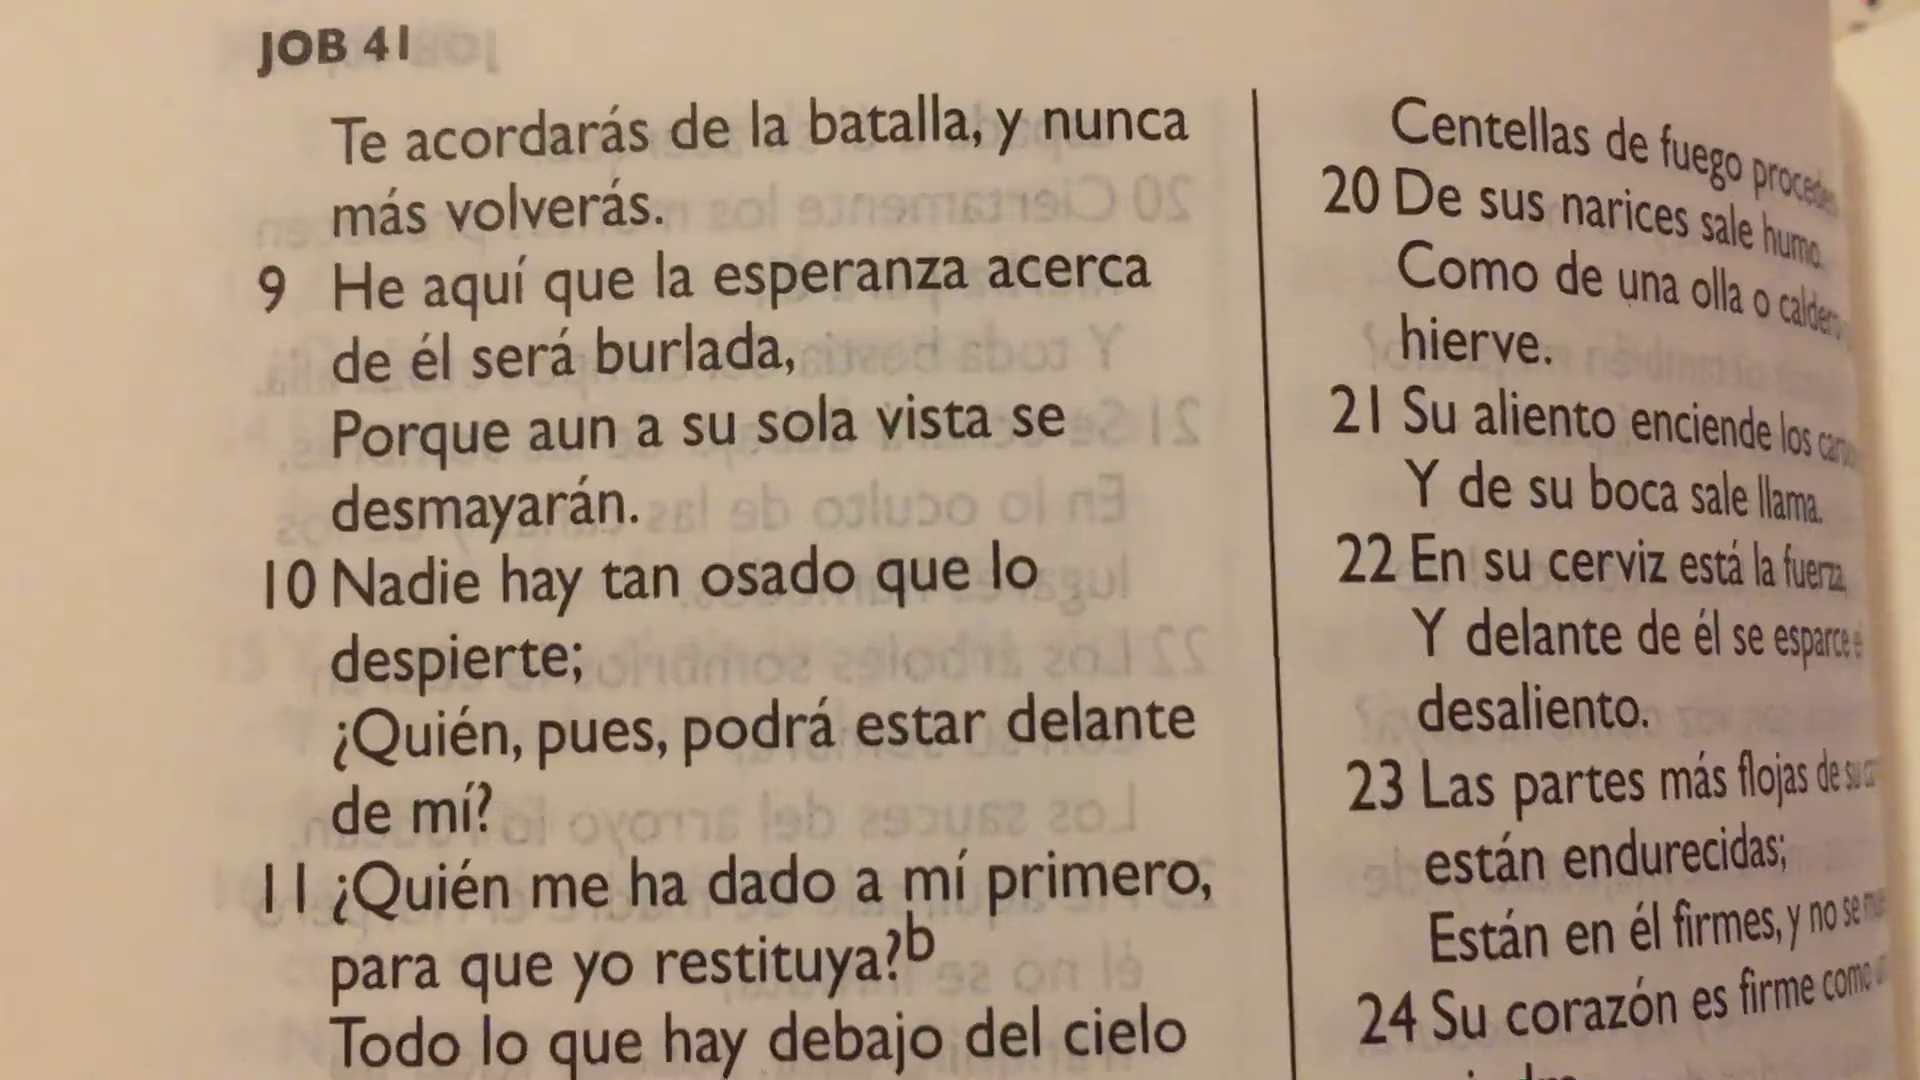 JOB 41
Te acordarás de la batalla, y nunca
más volverás.
9 He aquí que la esperanza acerca
de él será burlada,
Porque aun a su sola vista se
desmayarán.
10 Nadie hay tan osado que lo
despierte;
¿Quién, pues, podrá estar delante
de mí?
11 ¿Quién me ha dado a mí primero,
para que yo restituya?b
Todo lo que hay debajo del cielo
Centellas de fuego
20 De sus narices sale humo,
Como de una olla o caldero
hierve.
21 Su aliento enciende los
Y de su boca sale llama.
22 En su cerviz está la fuerza,
Y delante de él se esparce
desaliento.
23 Las partes más flojas de su
están endurecidas;
Están en él firmes, y no se
24 Su corazón es firme como